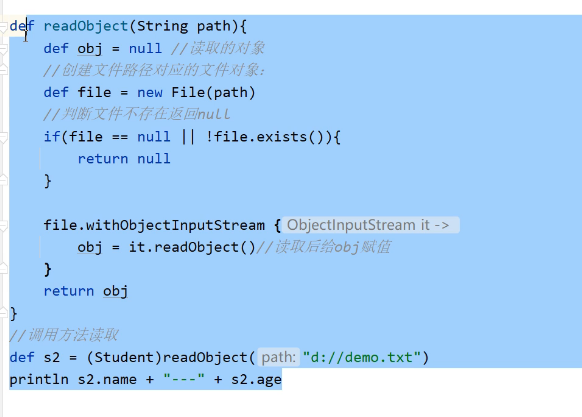 def readObject(String path){
def obj = null //读取的对象
//创建文件路径对应的文件对象：
def file = new File(path)
//判断文件不存在返回null
if(file == null || !file.exists()){
return null
}
file.withObjectInputStream { ObjectInputStream it ->
obj = it.readObject()//读取后给obj赋值
}
return obj
}
//调用方法读取
def s2 = (Student)readObject( path: "d://demo.txt")
println s2.name + "---" + s2.age